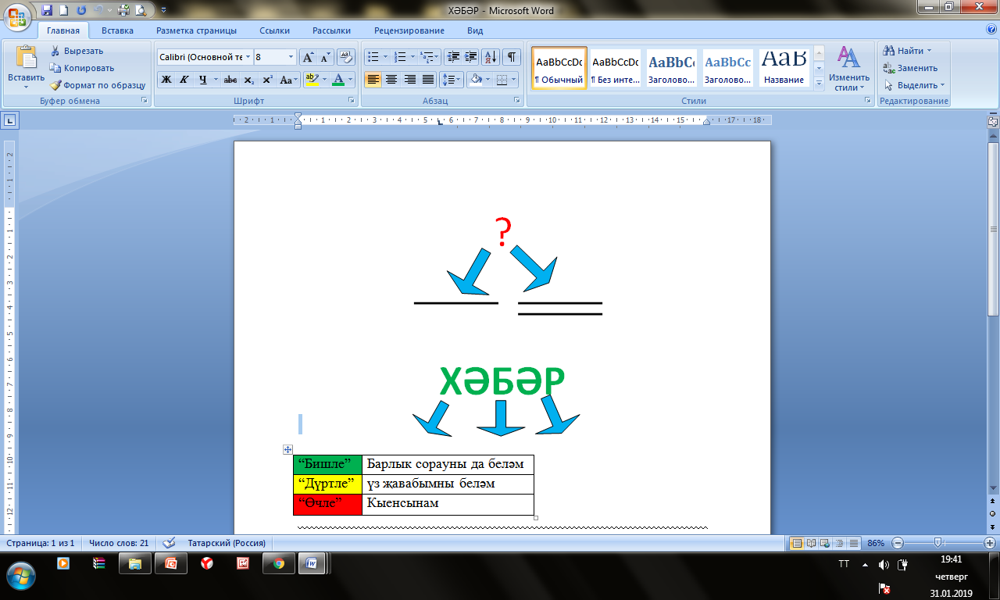 ХӘБӘР - Microsoft Word
Главная Вставка Разметка страницы Ссылки Рассылки Рецензирование Вид
Вставить
Вырезать
Копировать
Формат по образцу
Буфер обмена
Calibri (Основной те 8
Ж К Ч abc x₂ x² Aa
Шрифт
Абзац
AaBbCcDc AaBbCcDc AaBbCc AaBbCc AaB
¶ Обычный ¶ Без инте... Заголово... Заголово... Название
Изменить стили
Стили
Найти
Заменить
Выделить
Редактирование
2 1 1 2 3 4 5 6 7 8 9 10 11 12 13 14 15 17 18
?
ХӘБӘР
“Бишле” Барлык сорауны да беләм
“Дүртле” үз җавабымны беләм
“Өчле” Кыенсынам
Страница: 1 из 1 Число слов: 21 Татарский (Россия) 86%
TT 19:41
четверг
31.01.2019